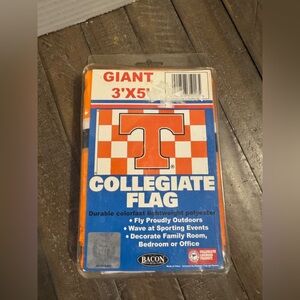 GIANT
3'X5'
T
COLLEGIATE
FLAG
Durable colorfast lightweight polyester
• Fly Proudly Outdoors
• Wave at Sporting Events
• Decorate Family Room,
Bedroom or Office
BACON